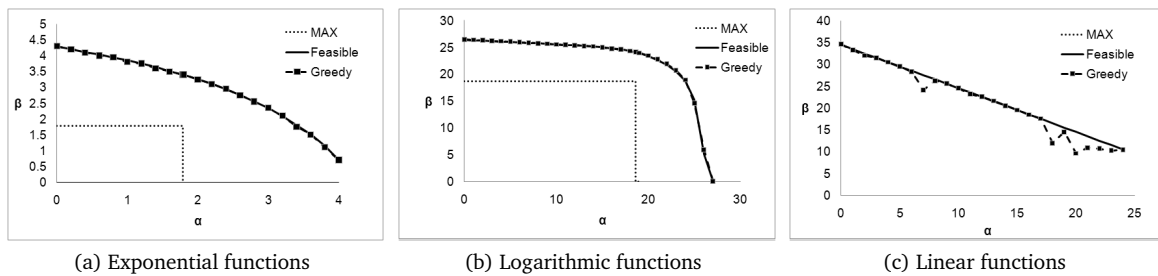 5
4.5
4
3.5
3
2.5
2
1.5
1
0.5
0
β
0 1 2 3 4
α
MAX
Feasible
Greedy
(a) Exponential functions
30
25
20
15
10
5
0
β
0 10 20 30
α
MAX
Feasible
Greedy
(b) Logarithmic functions
40
35
30
25
20
15
10
5
0
β
0 5 10 15 20 25
α
MAX
Feasible
Greedy
(c) Linear functions